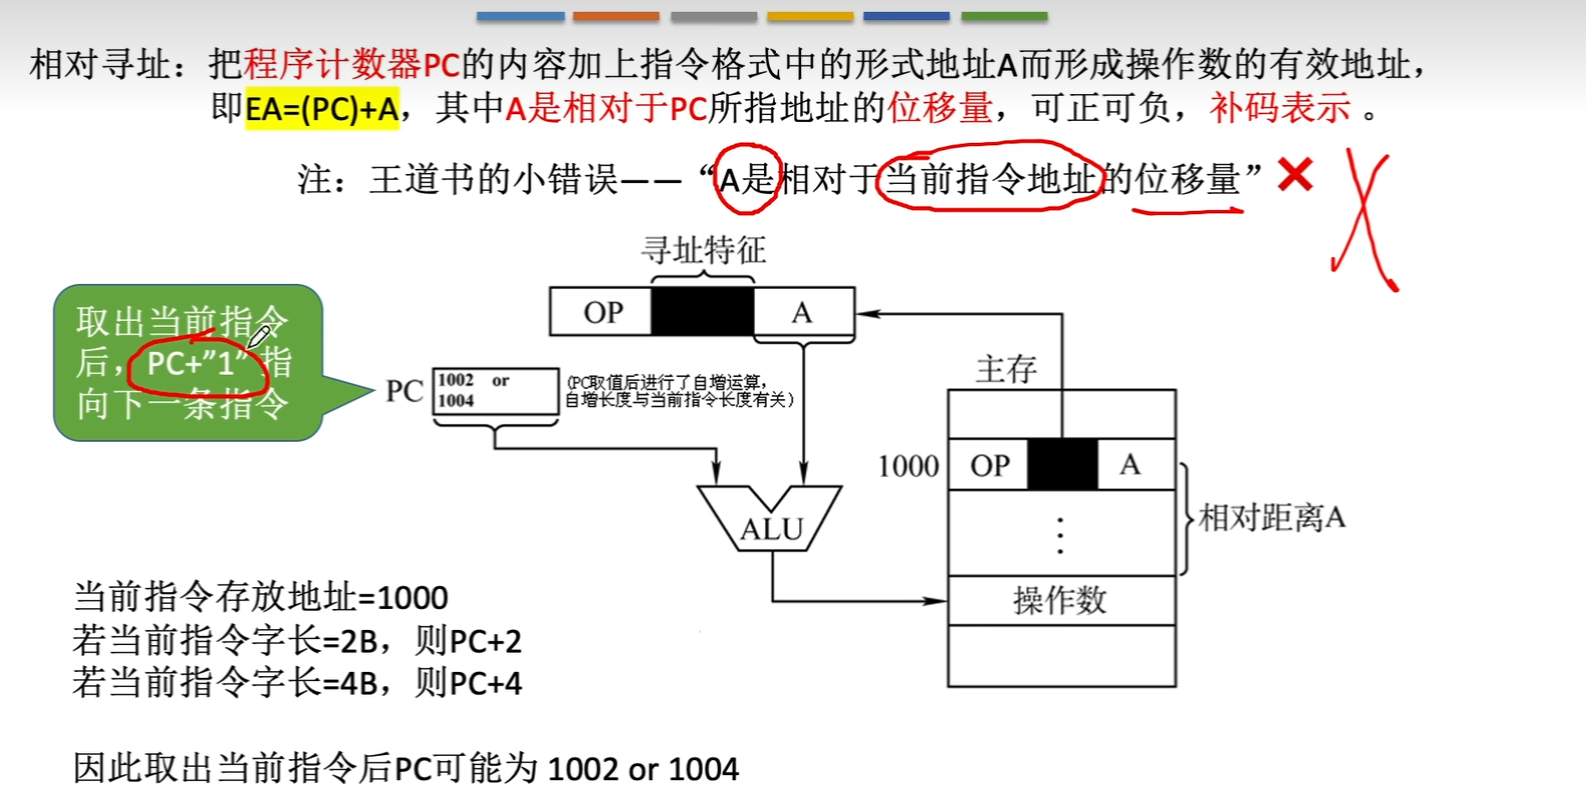 相对寻址：把程序计数器PC的内容加上指令格式中的形式地址A而形成操作数的有效地址，
即EA=(PC)+A，其中A是相对于PC所指地址的位移量，可正可负，补码表示 。
注：王道书的小错误——“A是相对于当前指令地址的位移量”
寻址特征
OP
A
取出当前指令
后，PC+”1”指
向下一条指令
PC
1002 or
1004
(PC取值后进行了自增运算，
自增长度与当前指令长度有关)
主存
1000
OP
A
⋮
相对距离A
ALU
操作数
当前指令存放地址=1000
若当前指令字长=2B，则PC+2
若当前指令字长=4B，则PC+4
因此取出当前指令后PC可能为 1002 or 1004